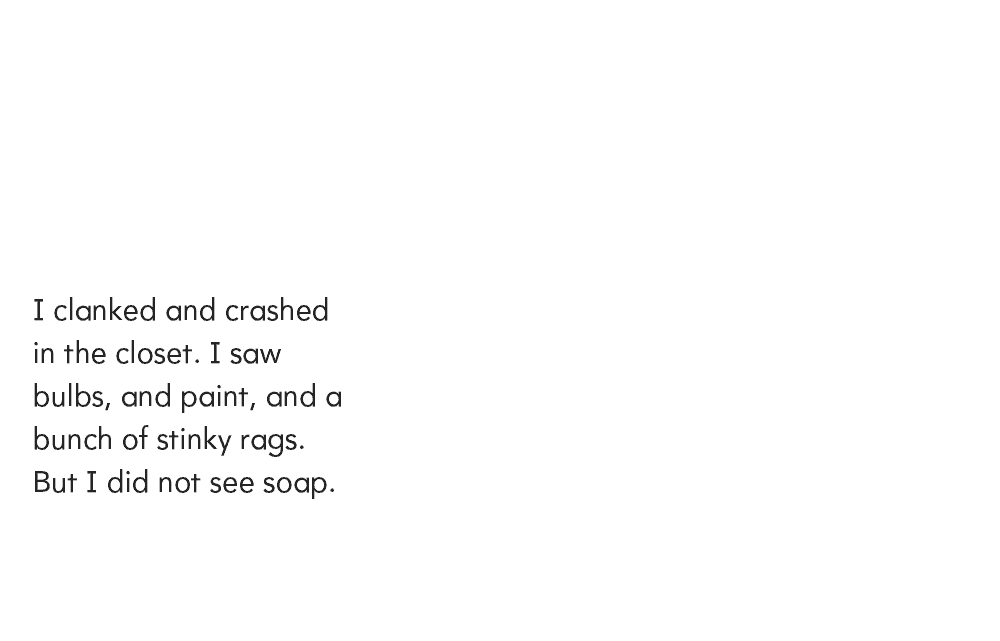 I clanked and crashed
in the closet. I saw
bulbs, and paint, and a
bunch of stinky rags.
But I did not see soap.